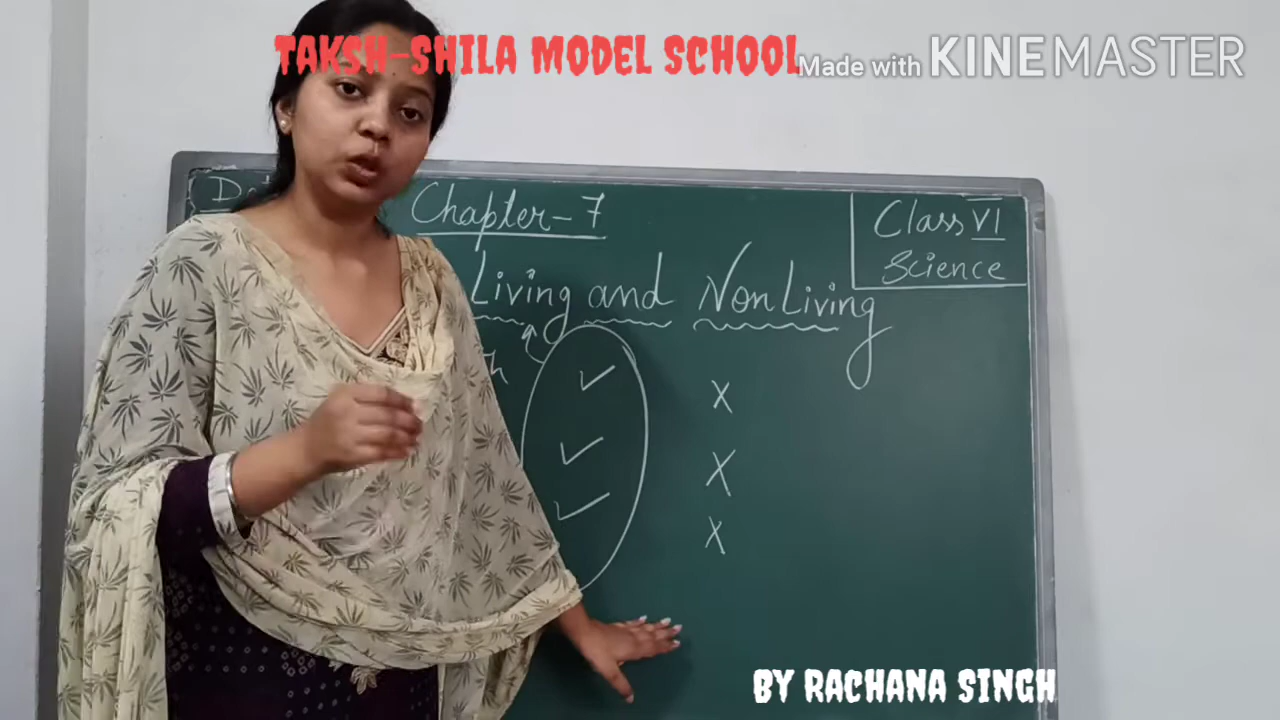 TAKSH-SHILA MODEL SCHOOL
Made with KINEMASTER
Chapter-7
Class VI
Science
Living and Non Living
✓ X
✓ X
✓ X
BY RACHANA SINGH